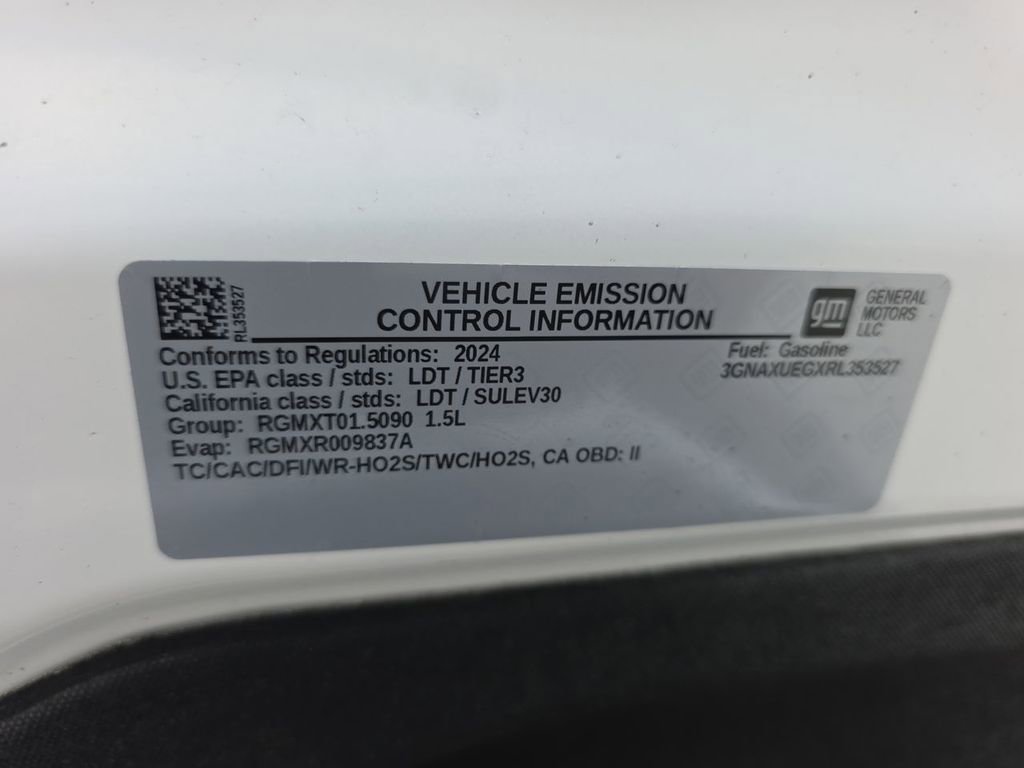 RL353527
VEHICLE EMISSION
CONTROL INFORMATION
gm
GENERAL
MOTORS
LLC
Conforms to Regulations: 2024
U.S. EPA class / stds: LDT / TIER3
California class / stds: LDT / SULEV30
Group: RGMXT01.5090 1.5L
Evap: RGMXR009837A
TC/CAC/DFI/WR-HO2S/TWC/HO2S, CA OBD: II
Fuel: Gasoline
3GNAXUEGXRL353527